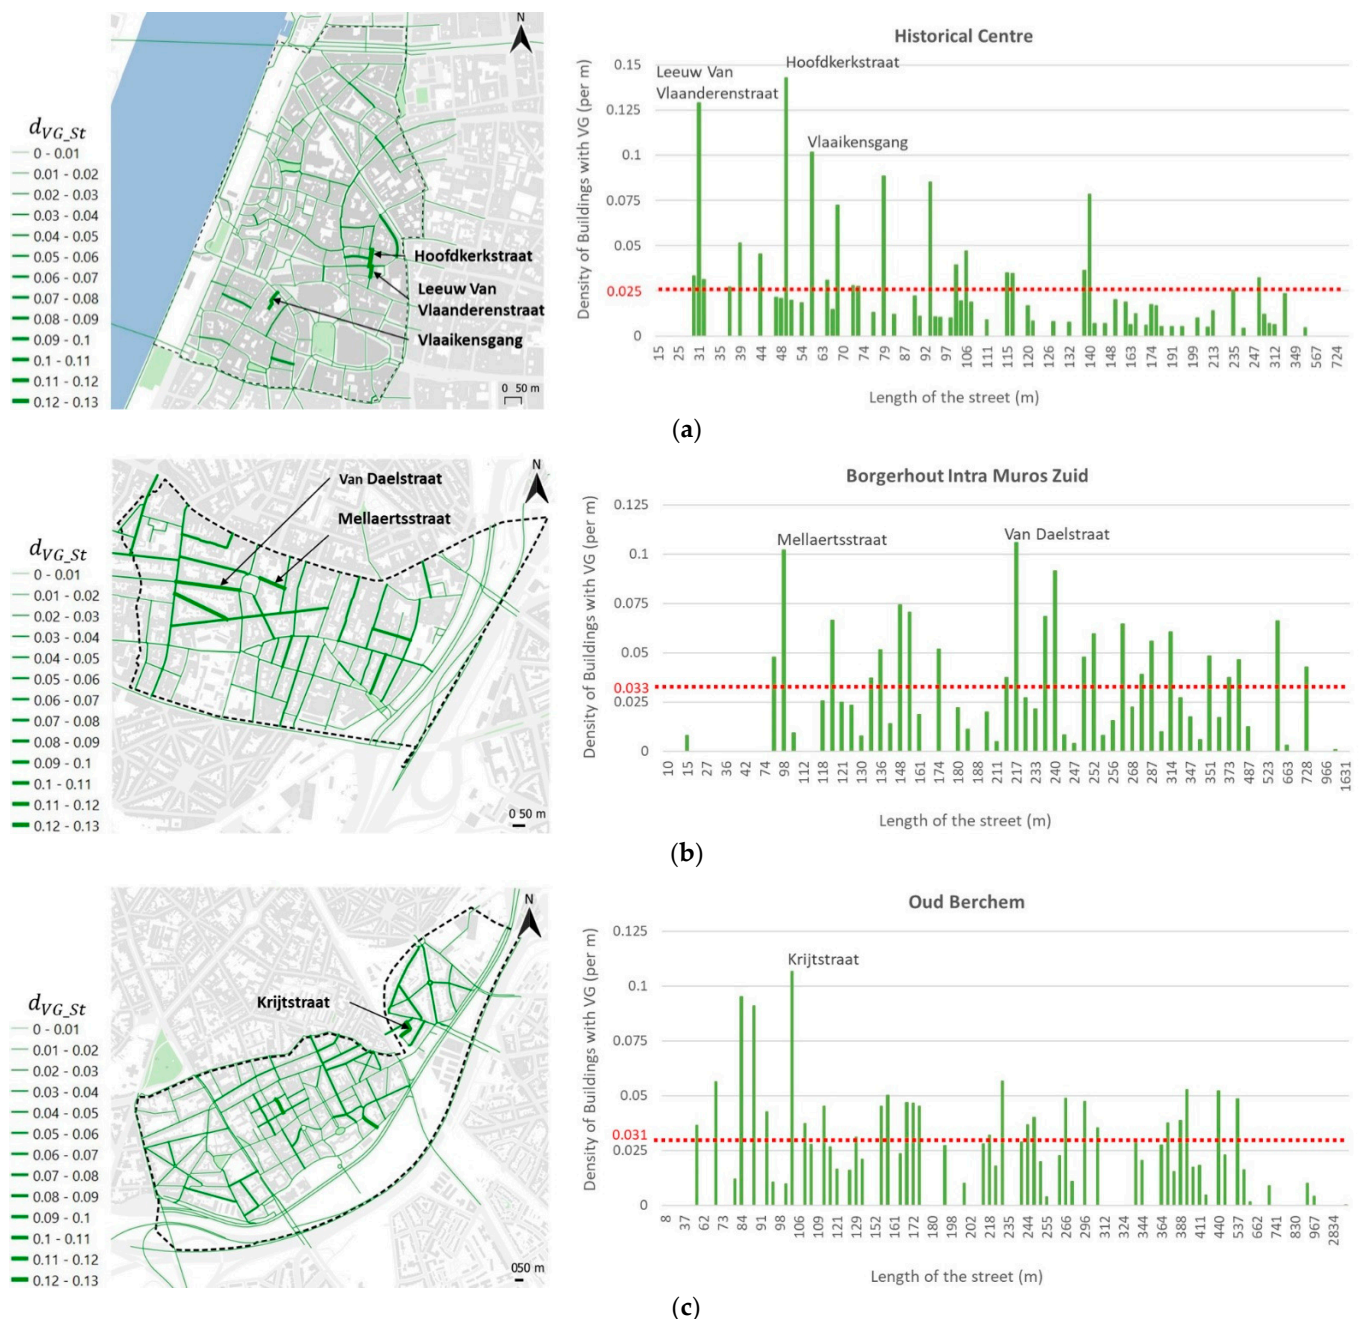 N
d_VG_St
0 - 0.01
0.01 - 0.02
0.02 - 0.03
0.03 - 0.04
0.04 - 0.05
0.05 - 0.06
0.06 - 0.07
0.07 - 0.08
0.08 - 0.09
0.09 - 0.1
0.1 - 0.11
0.11 - 0.12
0.12 - 0.13
Hoofdkerkstraat
Leeuw Van
Vlaanderenstraat
Vlaaikensgang
0 50 m
Historical Centre
Density of Buildings with VG (per m)
0.15
0.125
0.1
0.075
0.05
0.025
0
Leeuw Van
Vlaanderenstraat
Hoofdkerkstraat
Vlaaikensgang
15 25 31 35 39 44 48 54 63 70 74 79 87 92 97 106 111 115 120 126 132 140 148 163 174 191 199 213 235 247 312 349 567 724
Length of the street (m)
(a)
N
d_VG_St
0 - 0.01
0.01 - 0.02
0.02 - 0.03
0.03 - 0.04
0.04 - 0.05
0.05 - 0.06
0.06 - 0.07
0.07 - 0.08
0.08 - 0.09
0.09 - 0.1
0.1 - 0.11
0.11 - 0.12
0.12 - 0.13
Van Daelstraat
Mellaertsstraat
0 50 m
Borgerhout Intra Muros Zuid
Density of Buildings with VG (per m)
0.125
0.1
0.075
0.05
0.033
0.025
0
Mellaertsstraat
Van Daelstraat
10 15 27 36 42 74 98 112 118 121 130 136 148 161 174 180 188 211 217 233 240 247 252 256 268 287 314 347 351 373 487 523 663 728 966 1631
Length of the street (m)
(b)
N
d_VG_St
0 - 0.01
0.01 - 0.02
0.02 - 0.03
0.03 - 0.04
0.04 - 0.05
0.05 - 0.06
0.06 - 0.07
0.07 - 0.08
0.08 - 0.09
0.09 - 0.1
0.1 - 0.11
0.11 - 0.12
0.12 - 0.13
Krijtstraat
050 m
Oud Berchem
Density of Buildings with VG (per m)
0.125
0.1
0.075
0.05
0.031
0.025
0
Krijtstraat
8 37 62 73 84 91 98 106 109 121 129 152 161 172 180 198 202 218 235 244 255 266 296 312 324 344 364 388 411 440 537 662 741 830 967 2834
Length of the street (m)
(c)